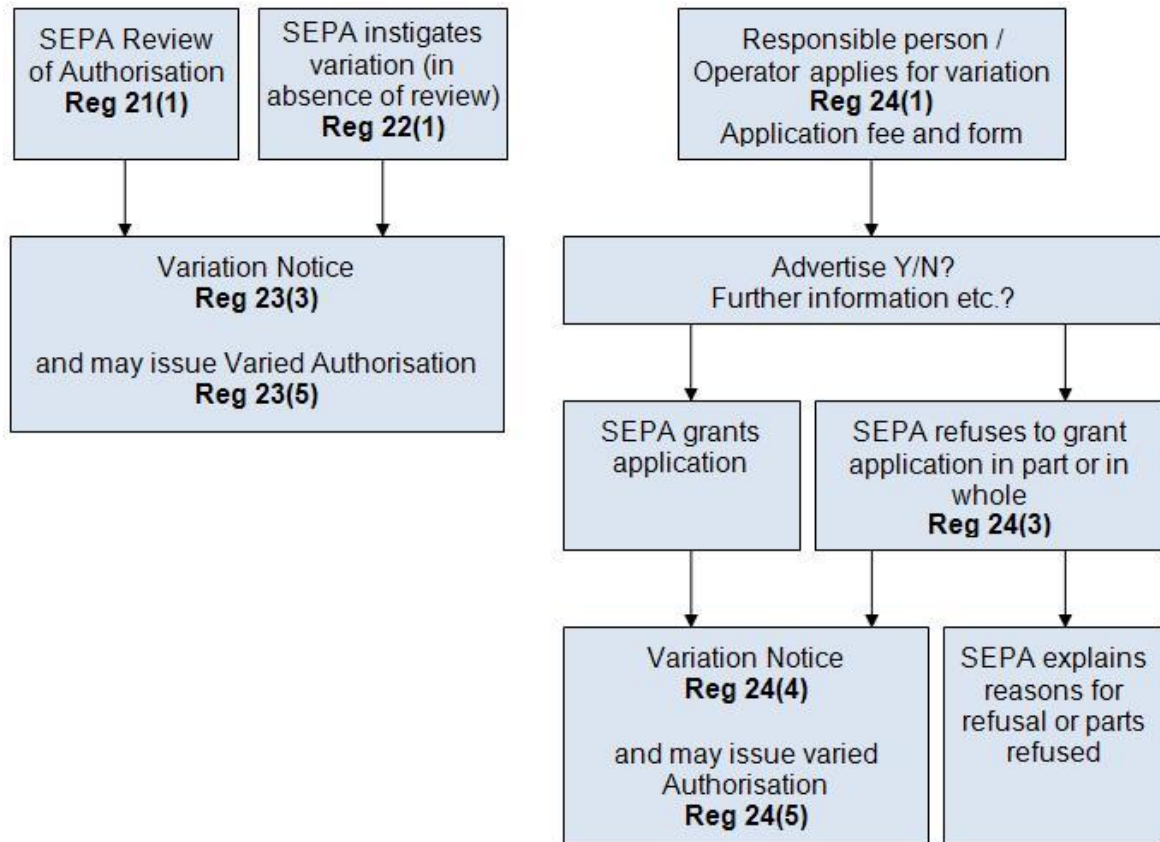 SEPA Review
of Authorisation
Reg 21(1)
SEPA instigates
variation (in
absence of review)
Reg 22(1)
Responsible person /
Operator applies for variation
Reg 24(1)
Application fee and form
Variation Notice
Reg 23(3)
and may issue Varied Authorisation
Reg 23(5)
Advertise Y/N?
Further information etc.?
SEPA grants
application
SEPA refuses to grant
application in part or in
whole
Reg 24(3)
Variation Notice
Reg 24(4)
and may issue varied
Authorisation
Reg 24(5)
SEPA explains
reasons for
refusal or parts
refused